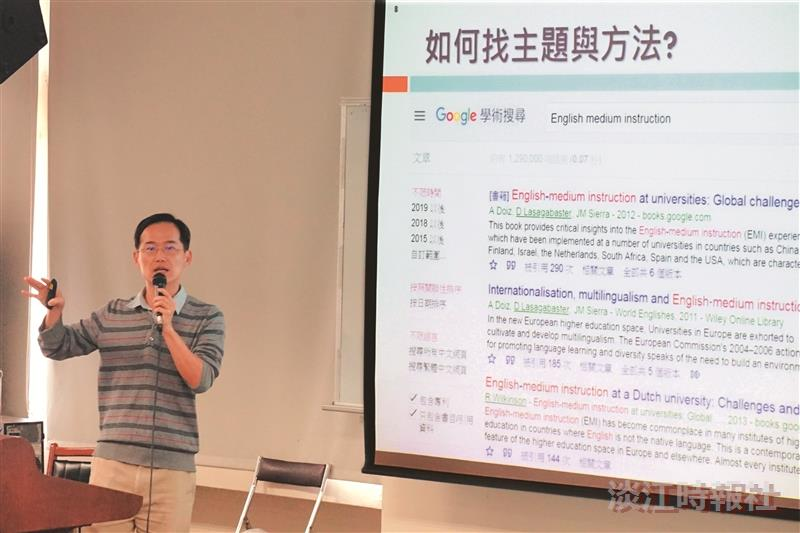 8
如何找主題與方法?
Google 學術搜尋
English medium instruction
文章
不限時間
2019 以後
2018 以後
2015 以後
自訂範圍...
按照關聯性排序
按日期排序
不限語言
搜尋所有中文網頁
搜尋繁體中文網頁
包含專利
只包含書目/引用資料
[書籍] English-medium instruction at universities: Global challenge
A Doiz, D Lasagabaster, JM Sierra - 2012 - books.google.com
This book provides critical insights into the English-medium instruction (EMI) experien
which have been implemented at a number of universities in countries such as China
Finland, Israel, the Netherlands, South Africa, Spain and the USA, which are characte
被引用 290 次 相關文章 全部共 6 個版本
Internationalisation, multilingualism and English-medium instructio
A Doiz, D Lasagabaster, JM Sierra - World Englishes, 2011 - Wiley Online Library
In the new European higher education space, Universities in Europe are exhorted to
cultivate and develop multilingualism. The European Commission's 2004–2006 action
for promoting language learning and diversity speaks of the need to build an environm
被引用 185 次 相關文章 全部共 5 個版本
English-medium instruction at a Dutch university: Challenges and
R Wilkinson - English-medium instruction at universities: Global ..., 2013 - books.goo
English-medium instruction (EMI) has become commonplace in many institutes of hig
education in countries where English is not the native language. This is a contempora
feature of the higher education space in Europe and elsewhere. Almost every institute
被引用 144 次 相關文章
淡江時報社